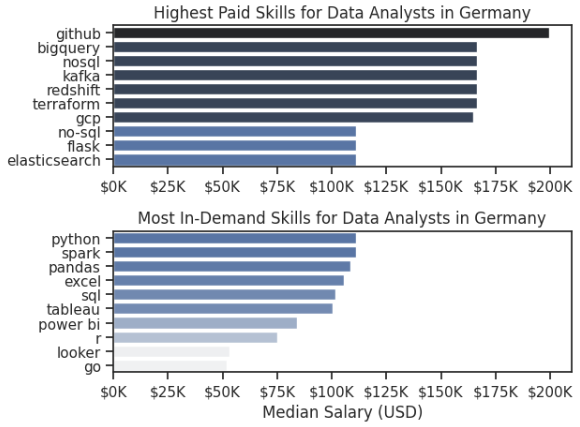 Highest Paid Skills for Data Analysts in Germany
github
bigquery
nosql
kafka
redshift
terraform
gcp
no-sql
flask
elasticsearch
$0K $25K $50K $75K $100K $125K $150K $175K $200K
Most In-Demand Skills for Data Analysts in Germany
python
spark
pandas
excel
sql
tableau
power bi
r
looker
go
$0K $25K $50K $75K $100K $125K $150K $175K $200K
Median Salary (USD)